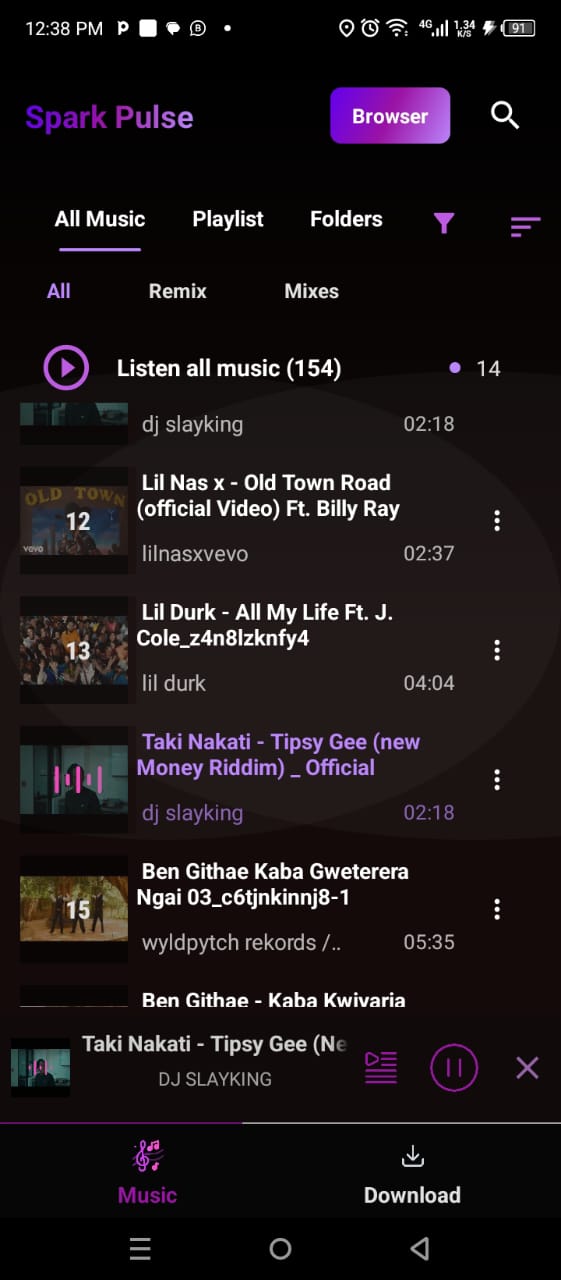 12:38 PM
4G 1.34 K/S 91
Spark Pulse
Browser
All Music Playlist Folders
All Remix Mixes
Listen all music (154) 14
dj slayking 02:18
OLD TOWN
12
vevo
Lil Nas x - Old Town Road
(official Video) Ft. Billy Ray
lilnasxvevo 02:37
13
Lil Durk - All My Life Ft. J.
Cole_z4n8lzknfy4
lil durk 04:04
Taki Nakati - Tipsy Gee (new
Money Riddim) _ Official
dj slayking 02:18
15
Ben Githae Kaba Gweterera
Ngai 03_c6tjnkinnj8-1
wyldpytch rekords /.. 05:35
Ben Githae - Kaba Kwiyaria
Taki Nakati - Tipsy Gee (Ne
DJ SLAYKING
Music Download